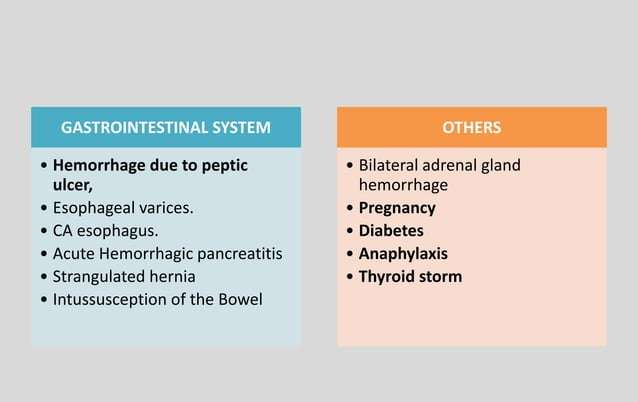 GASTROINTESTINAL SYSTEM
• Hemorrhage due to peptic
ulcer,
• Esophageal varices.
• CA esophagus.
• Acute Hemorrhagic pancreatitis
• Strangulated hernia
• Intussusception of the Bowel
OTHERS
• Bilateral adrenal gland
hemorrhage
• Pregnancy
• Diabetes
• Anaphylaxis
• Thyroid storm